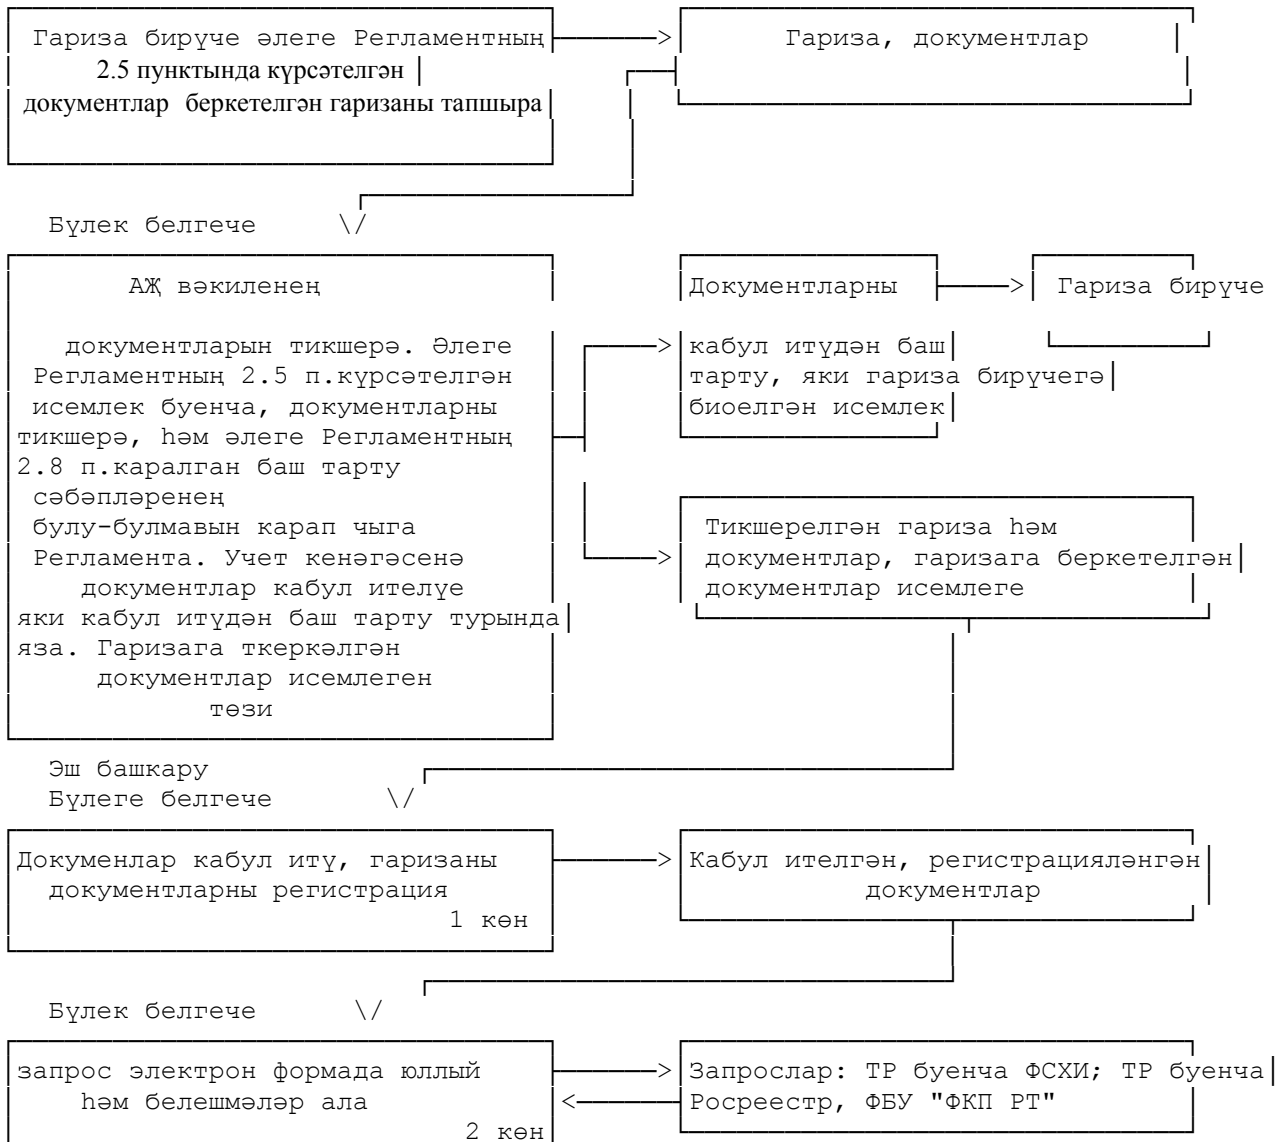 Гариза бирүче әлеге Регламентның
2.5 пунктында күрсәтелгән
документлар беркетелгән гаризаны тапшыра
Гариза, документлар
Бүлек белгече
АҖ вәкиленең
документларын тикшерә. Әлеге
Регламентның 2.5 п.күрсәтелгән
исемлек буенча, документларны
тикшерә, һәм әлеге Регламентның
2.8 п.каралган баш тарту
сәбәпләренең
булу-булмавын карап чыга
Регламента. Учет кенәгәсенә
документлар кабул ителүе
яки кабул итүдән баш тарту турында
яза. Гаризага ткеркәлгән
документлар исемлеген
төзи
Документларны
кабул итүдән баш
тарту, яки гариза бирүчегә
биоелгән исемлек
Гариза бирүче
Тикшерелгән гариза һәм
документлар, гаризага беркетелгән
документлар исемлеге
Эш башкару
Бүлеге белгече
Докуменлар кабул итү, гаризаны
документларны регистрация
1 көн
Кабул ителгән, регистрацияләнгән
документлар
Бүлек белгече
запрос электрон формада юллый
һәм белешмәләр ала
2 көн
Запрослар: ТР буенча ФСХИ; ТР буенча
Росреестр, ФБУ "ФКП РТ"